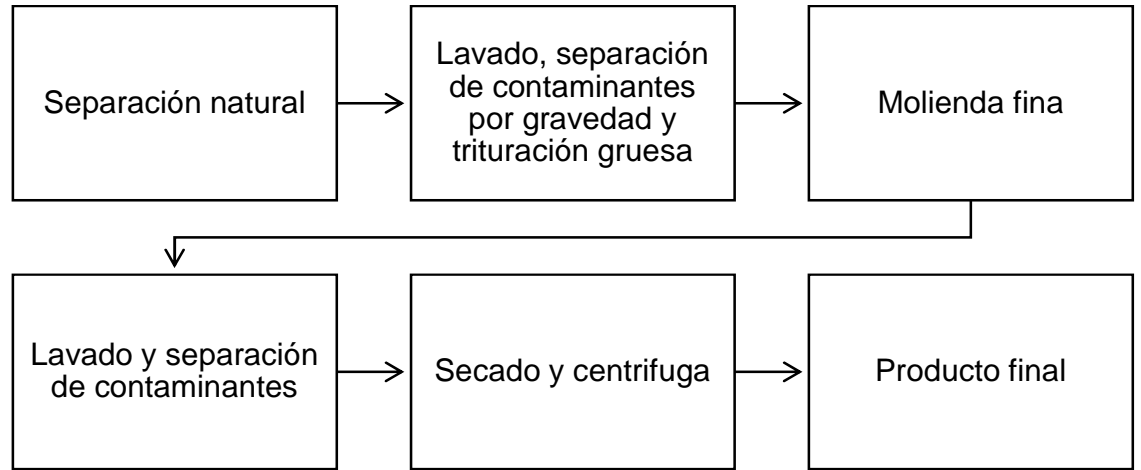 Separación natural
Lavado, separación
de contaminantes
por gravedad y
trituración gruesa
Molienda fina
Lavado y separación
de contaminantes
Secado y centrifuga
Producto final